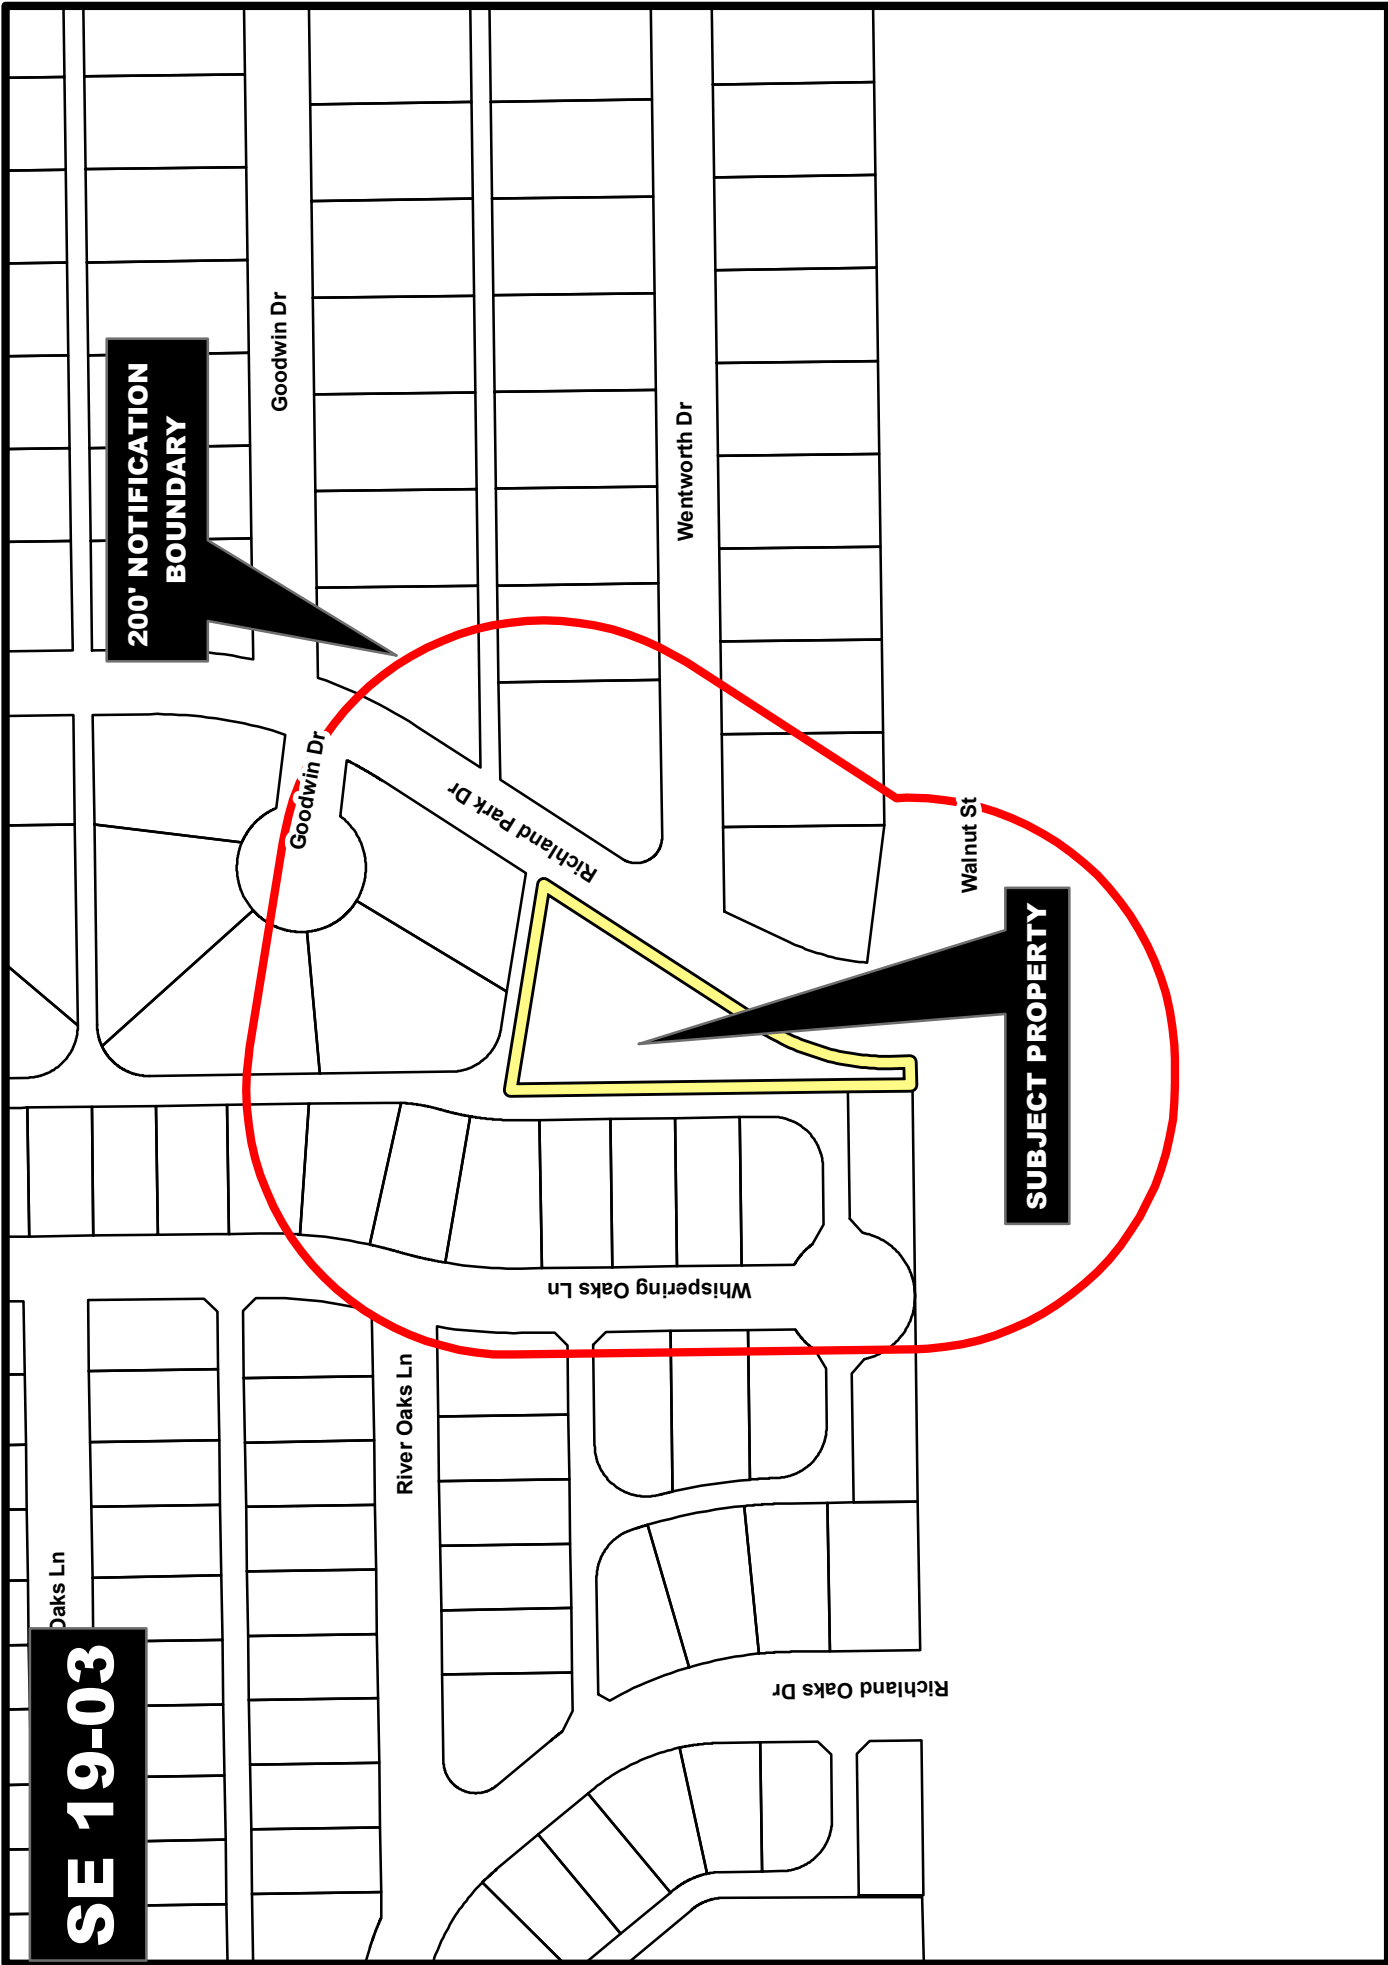 200' NOTIFICATION
BOUNDARY
Goodwin Dr
Wentworth Dr
Goodwin Dr
Richland Park Dr
Walnut St
SUBJECT PROPERTY
Whispering Oaks Ln
River Oaks Ln
Oaks Ln
Richland Oaks Dr
SE 19-03